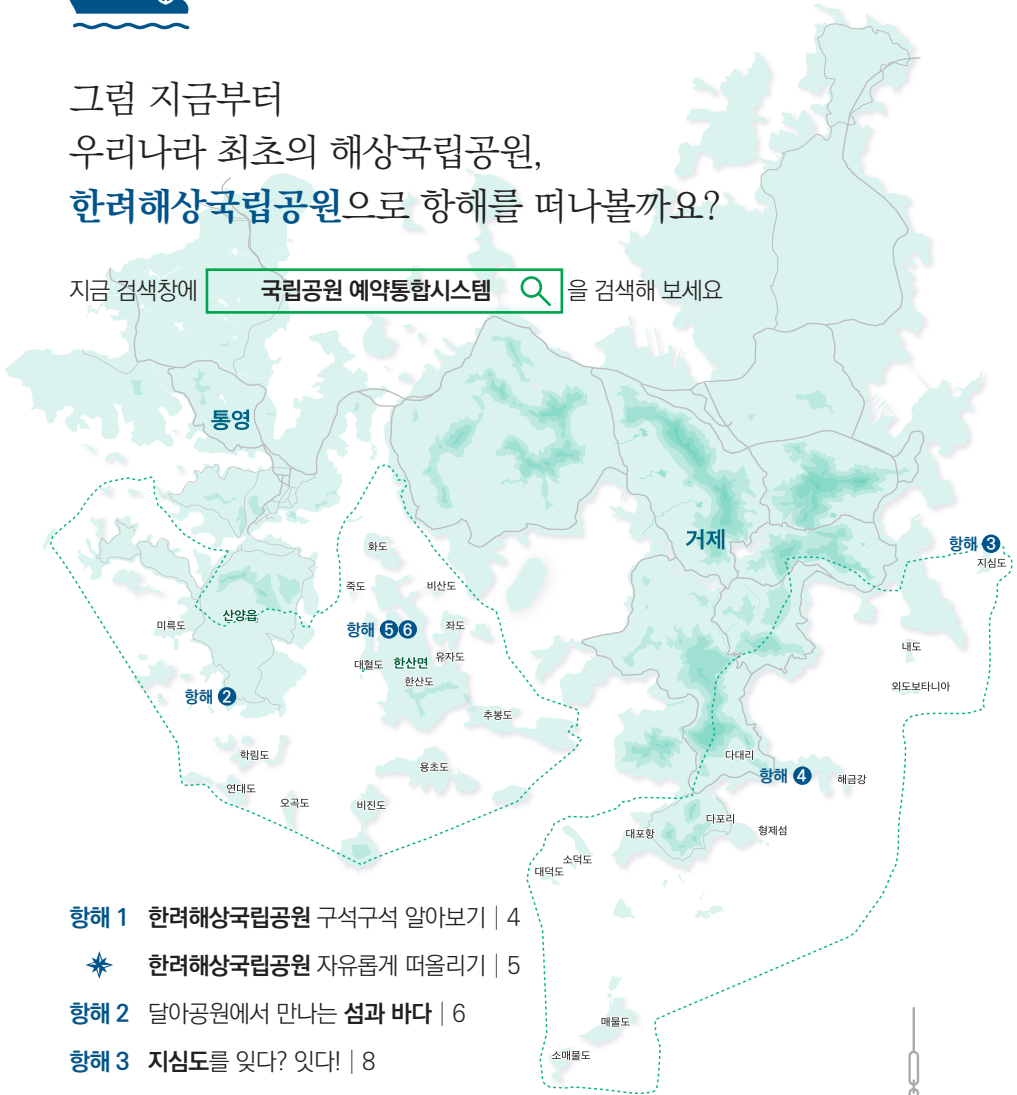 그럼 지금부터
우리나라 최초의 해상국립공원,
한려해상국립공원으로 항해를 떠나볼까요?
지금 검색창에 국립공원 예약통합시스템 을 검색해 보세요
통영
거제
항해 3
지심도
화도
죽도
비산도
산양읍
미륵도
항해 5 6
좌도
대혈도
한산면
유자도
한산도
내도
외도보타니아
항해 2
추봉도
학림도
용초도
다대리
항해 4
해금강
연대도
오곡도
비진도
대포항
다포리
형제섬
소덕도
대덕도
매물도
소매물도
항해 1 한려해상국립공원 구석구석 알아보기 | 4
한려해상국립공원 자유롭게 떠올리기 | 5
항해 2 달아공원에서 만나는 섬과 바다 | 6
항해 3 지심도를 잊다? 잇다! | 8